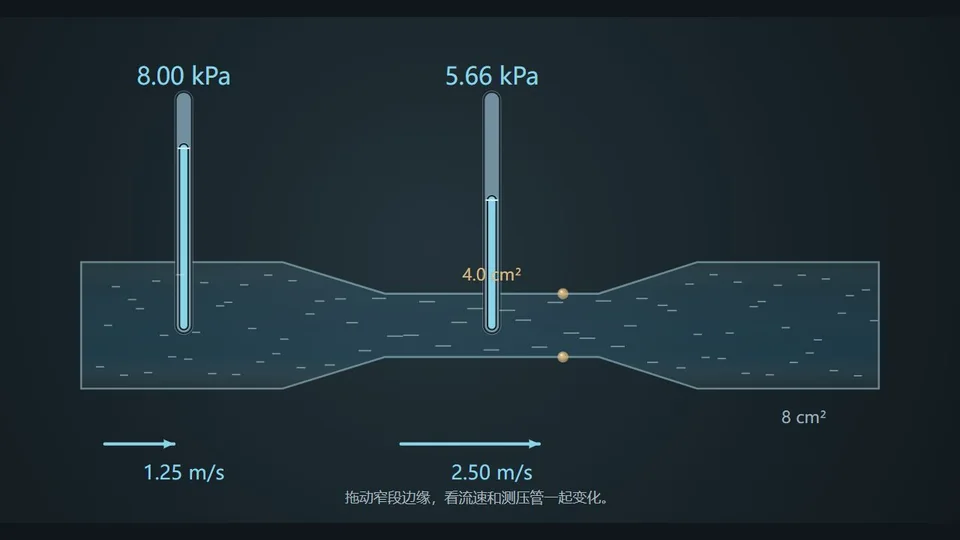 8.00 kPa
5.66 kPa
4.0 cm²
8 cm²
1.25 m/s
2.50 m/s
拖动窄段边缘，看流速和测压管一起变化。